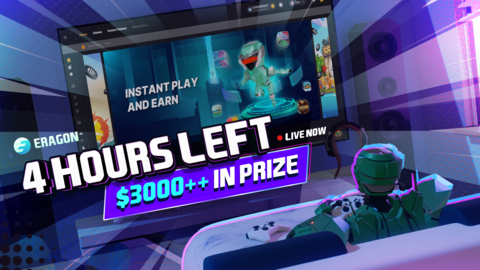 INSTANT PLAY
AND EARN
ERAGON
4 HOURS LEFT
LIVE NOW
$3000++ IN PRIZE